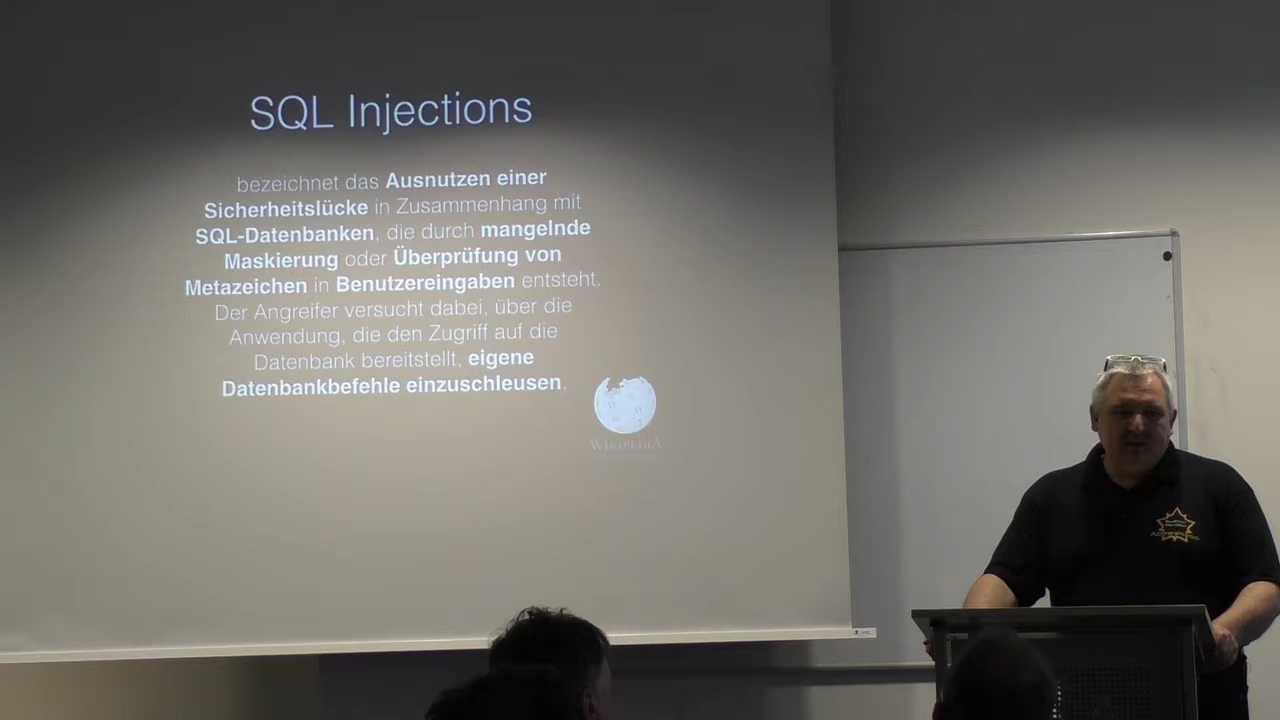 SQL Injections
bezeichnet das Ausnutzen einer
Sicherheitslücke in Zusammenhang mit
SQL-Datenbanken, die durch mangelnde
Maskierung oder Überprüfung von
Metazeichen in Benutzereingaben entsteht.
Der Angreifer versucht dabei, über die
Anwendung, die den Zugriff auf die
Datenbank bereitstellt, eigene
Datenbankbefehle einzuschleusen.
WIKIPEDIA